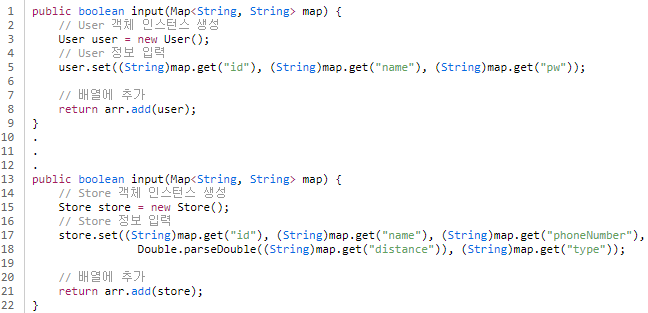 1 public boolean input(Map<String, String> map) {
2     // User 객체 인스턴스 생성
3     User user = new User();
4     // User 정보 입력
5     user.set((String)map.get("id"), (String)map.get("name"), (String)map.get("pw"));
6
7     // 배열에 추가
8     return arr.add(user);
9 }
10 .
11 .
12 .
13 public boolean input(Map<String, String> map) {
14     // Store 객체 인스턴스 생성
15     Store store = new Store();
16     // Store 정보 입력
17     store.set((String)map.get("id"), (String)map.get("name"), (String)map.get("phoneNumber"),
18               Double.parseDouble((String)map.get("distance")), (String)map.get("type"));
19
20     // 배열에 추가
21     return arr.add(store);
22 }